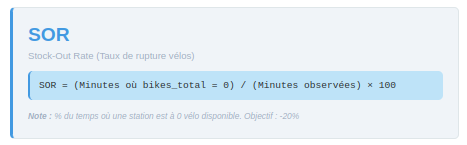 SOR
Stock-Out Rate (Taux de rupture vélos)
SOR = (Minutes où bikes_total = 0) / (Minutes observées) × 100
Note : % du temps où une station est à 0 vélo disponible. Objectif : -20%